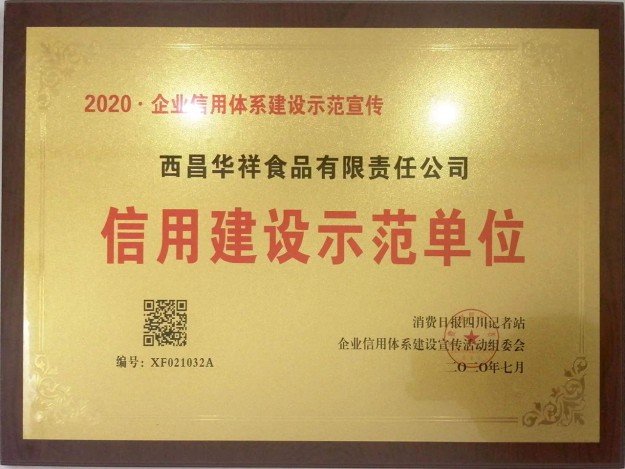 2020·企业信用体系建设示范宣传
西昌华祥食品有限责任公司
信用建设示范单位
消费日报四川记者站
企业信用体系建设宣传活动组委会
编号：XF021032A
二〇二〇年七月